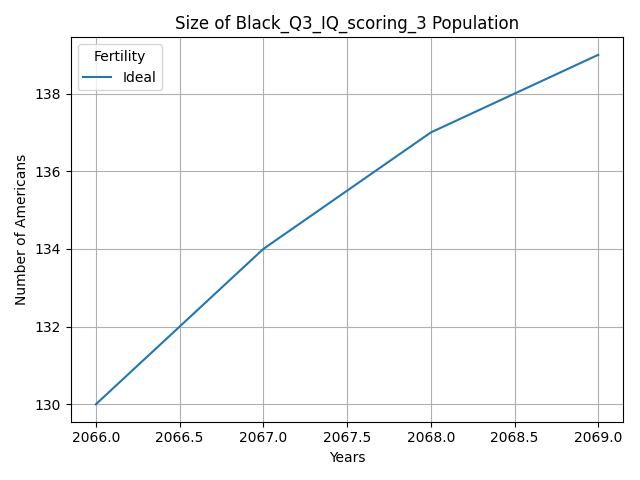 Size of Black_Q3_IQ_scoring_3 Population
Fertility
Ideal
Number of Americans
138
136
134
132
130
2066.0 2066.5 2067.0 2067.5 2068.0 2068.5 2069.0
Years